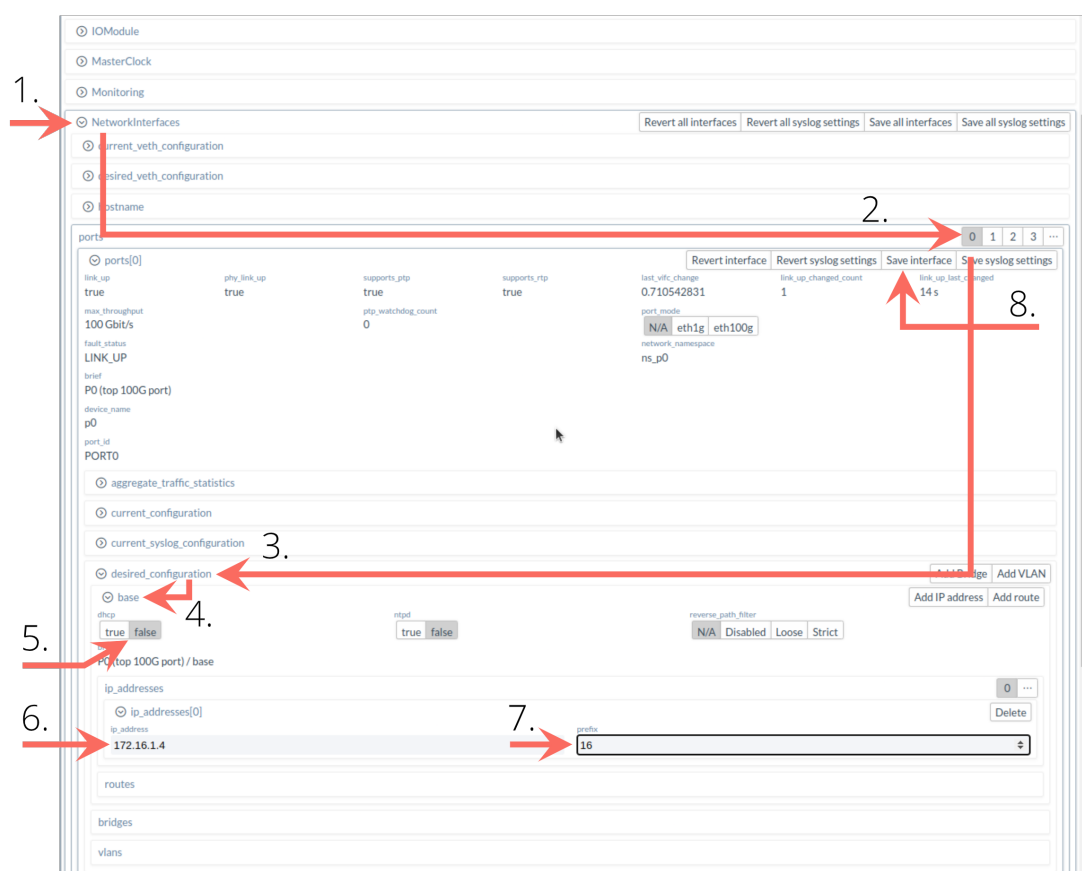 IOModule
MasterClock
1.
Monitoring
NetworkInterfaces Revert all interfaces Revert all syslog settings Save all interfaces Save all syslog settings
current_veth_configuration
desired_veth_configuration
hostname
2.
ports 0 1 2 3 ...
ports[0] Revert interface Revert syslog settings Save interface Save syslog settings
link_up phy_link_up supports_ptp supports_rtp last_vifc_change link_up_changed_count link_up_last_changed
true true true true 0.710542831 1 14 s
8.
max_throughput ptp_watchdog_count port_mode
100 Gbit/s 0 N/A eth1g eth100g
fault_status network_namespace
LINK_UP ns_p0
brief
P0 (top 100G port)
device_name
p0
port_id
PORT0
aggregate_traffic_statistics
current_configuration
current_syslog_configuration
3.
desired_configuration Add Bridge Add VLAN
base Add IP address Add route
4.
dhcp ntpd reverse_path_filter
true false true false N/A Disabled Loose Strict
5.
P0 (top 100G port) / base
ip_addresses 0 ...
ip_addresses[0] Delete
6. 7.
ip_address prefix
172.16.1.4 16
routes
bridges
vlans